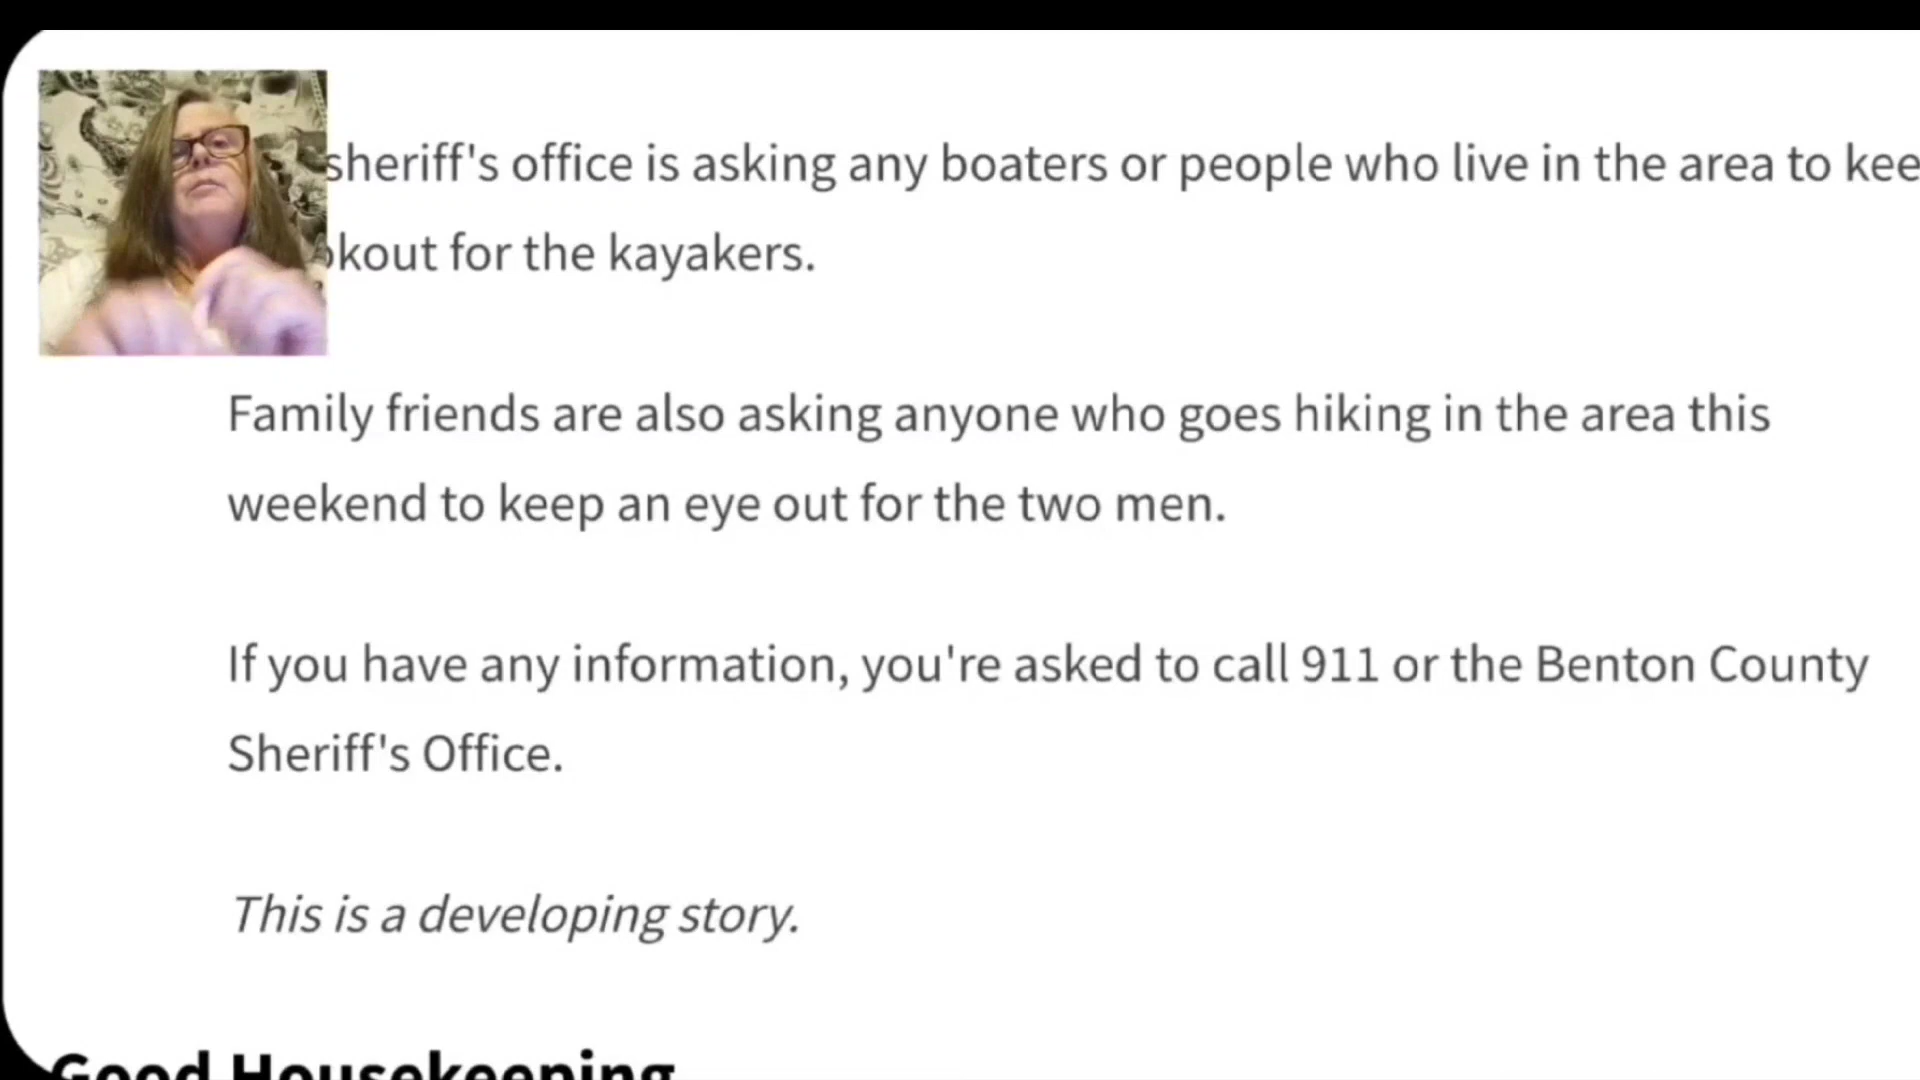 sheriff's office is asking any boaters or people who live in the area to kee
kout for the kayakers.
Family friends are also asking anyone who goes hiking in the area this
weekend to keep an eye out for the two men.
If you have any information, you're asked to call 911 or the Benton County
Sheriff's Office.
This is a developing story.
Good Housekeeping